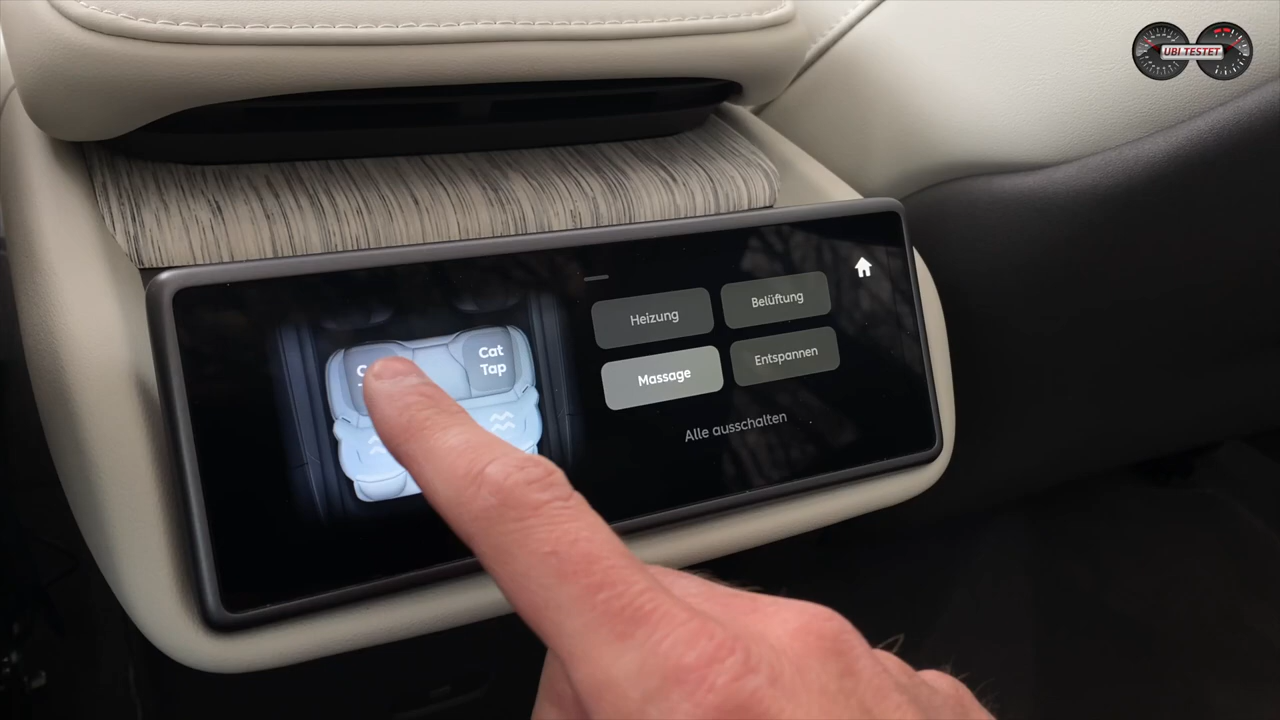 UBI TESTET
Heizung
Belüftung
Massage
Entspannen
Alle ausschalten
Cat
Tap